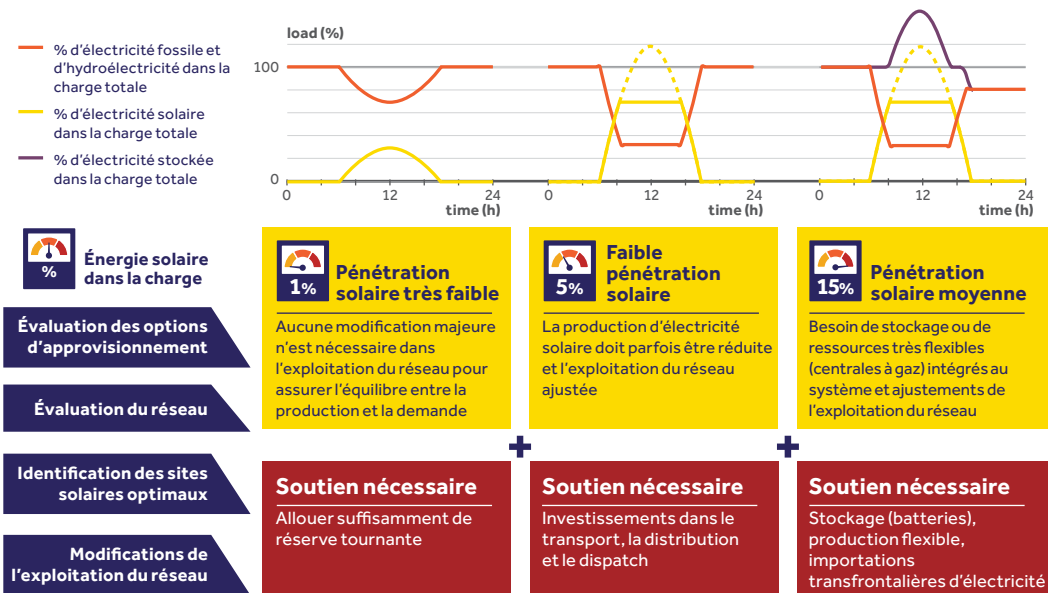 % d'électricité fossile et
d'hydroélectricité dans la
charge totale
% d'électricité solaire
dans la charge totale
% d'électricité stockée
dans la charge totale
load (%)
100
0
0
12
24
time (h)
0
12
24
time (h)
0
12
24
time (h)
%
Énergie solaire
dans la charge
Évaluation des options
d'approvisionnement
Évaluation du réseau
Identification des sites
solaires optimaux
Modifications de
l'exploitation du réseau
1%
Pénétration
solaire très faible
Aucune modification majeure
n'est nécessaire dans
l'exploitation du réseau pour
assurer l'équilibre entre la
production et la demande
+
Soutien nécessaire
Allouer suffisamment de
réserve tournante
5%
Faible
pénétration
solaire
La production d'électricité
solaire doit parfois être réduite
et l'exploitation du réseau
ajustée
+
Soutien nécessaire
Investissements dans le
transport, la distribution
et le dispatch
15%
Pénétration
solaire moyenne
Besoin de stockage ou de
ressources très flexibles
(centrales à gaz) intégrés au
système et ajustements de
l'exploitation du réseau
Soutien nécessaire
Stockage (batteries),
production flexible,
importations
transfrontalières d'électricité